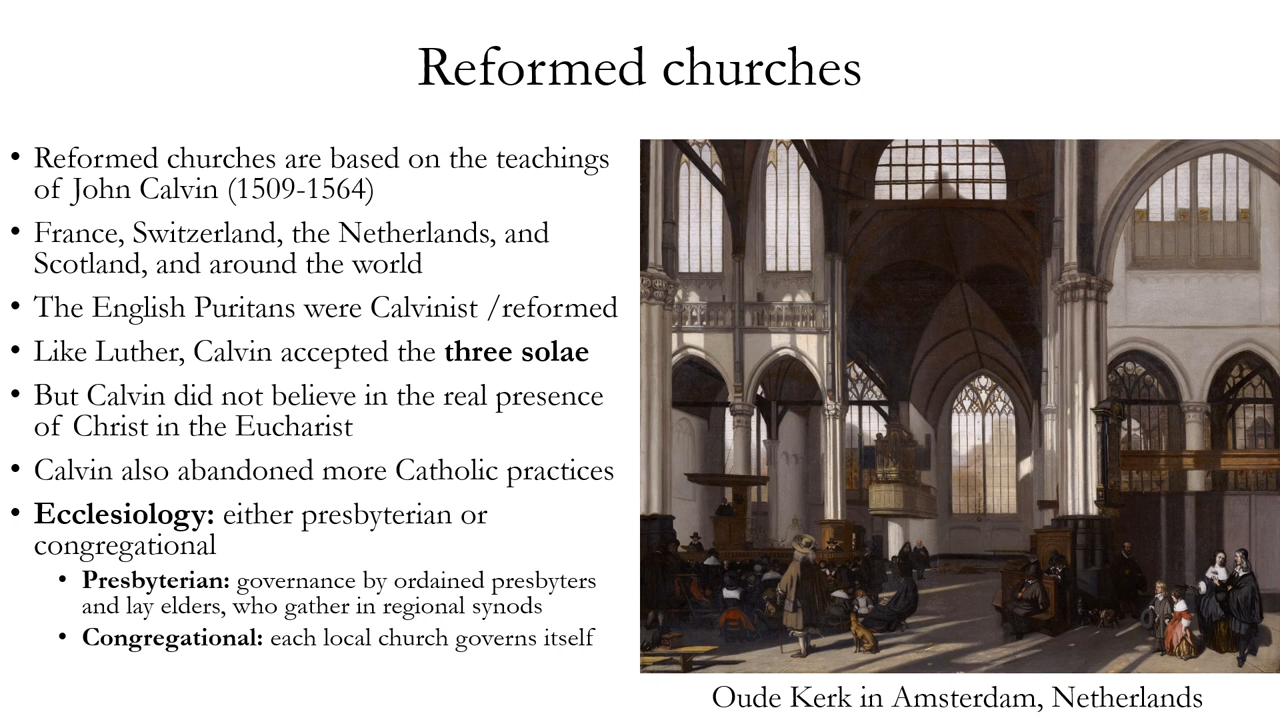 Reformed churches
• Reformed churches are based on the teachings
of John Calvin (1509-1564)
• France, Switzerland, the Netherlands, and
Scotland, and around the world
• The English Puritans were Calvinist /reformed
• Like Luther, Calvin accepted the three solae
• But Calvin did not believe in the real presence
of Christ in the Eucharist
• Calvin also abandoned more Catholic practices
• Ecclesiology: either presbyterian or
congregational
• Presbyterian: governance by ordained presbyters
and lay elders, who gather in regional synods
• Congregational: each local church governs itself
Oude Kerk in Amsterdam, Netherlands